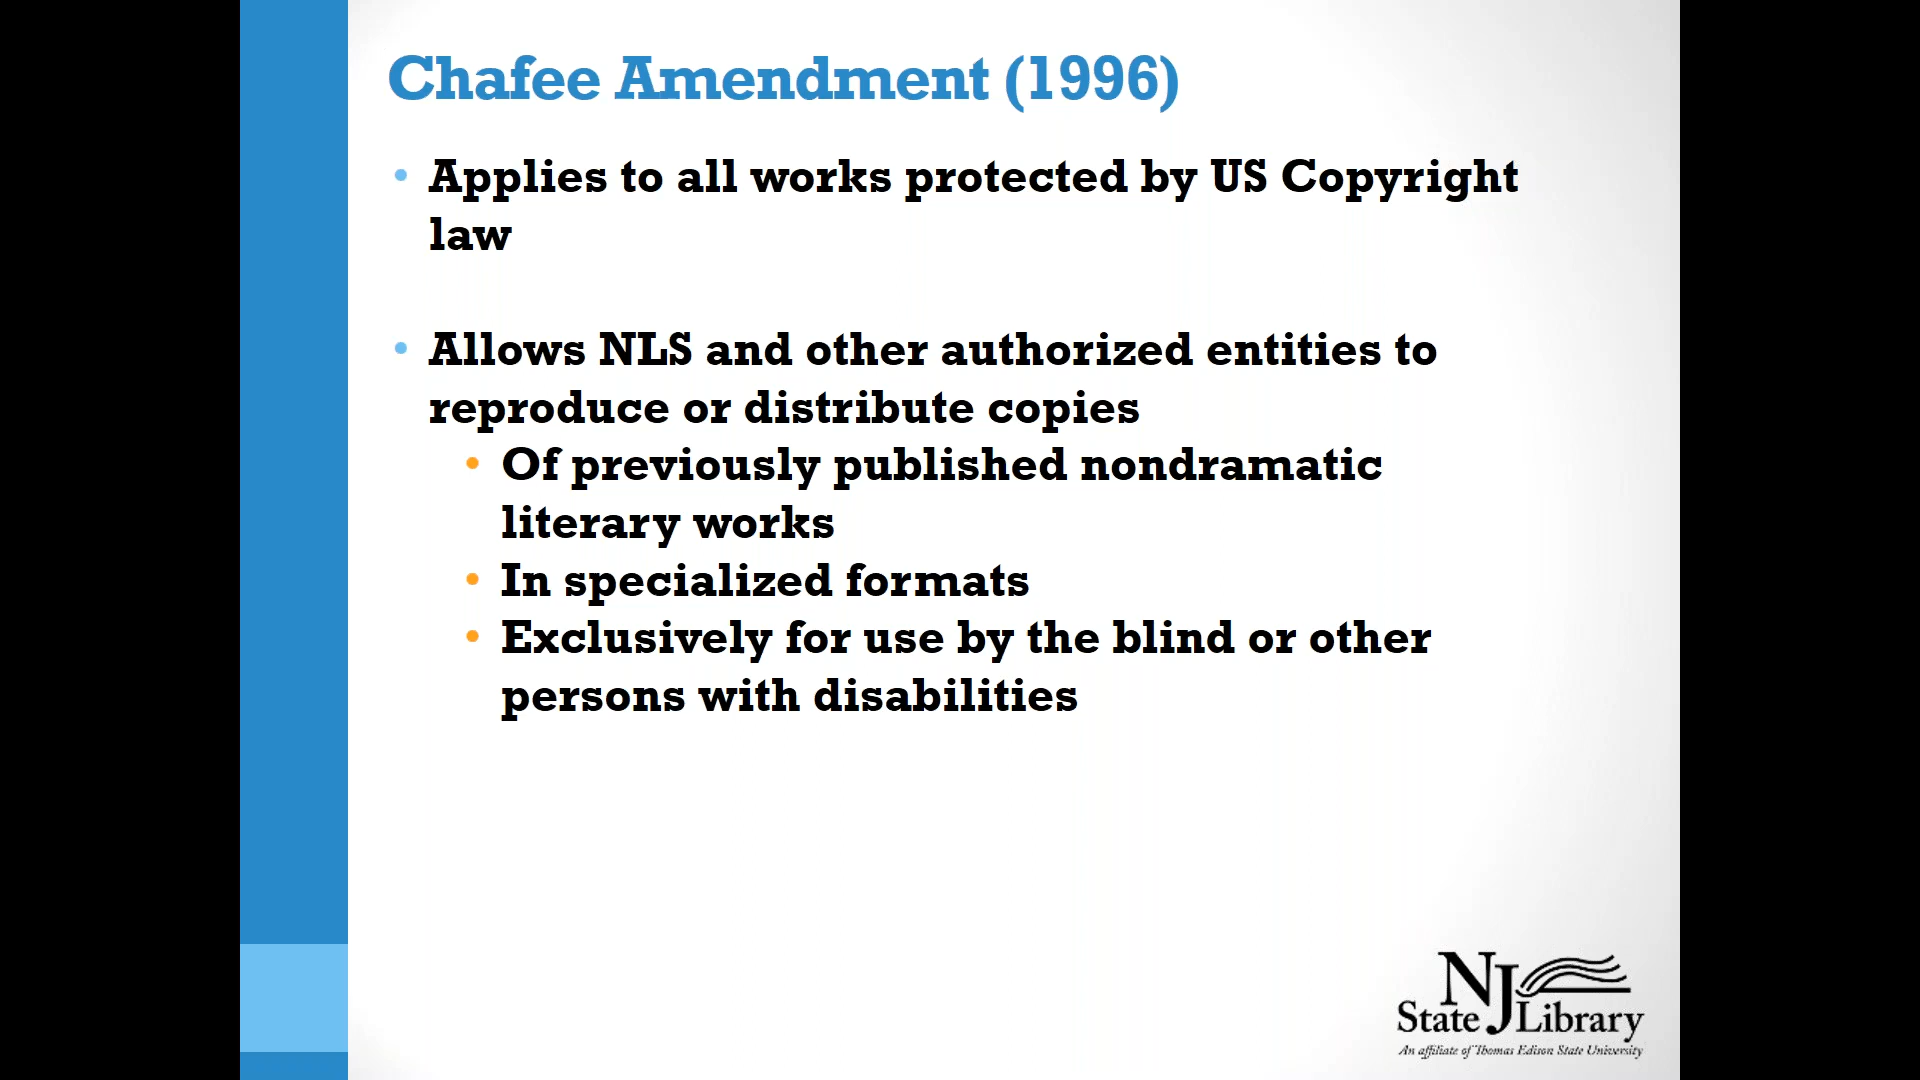 Chafee Amendment (1996)
• Applies to all works protected by US Copyright
law
• Allows NLS and other authorized entities to
reproduce or distribute copies
• Of previously published nondramatic
literary works
• In specialized formats
• Exclusively for use by the blind or other
persons with disabilities
NJ
State Library
An affiliate of Thomas Edison State University